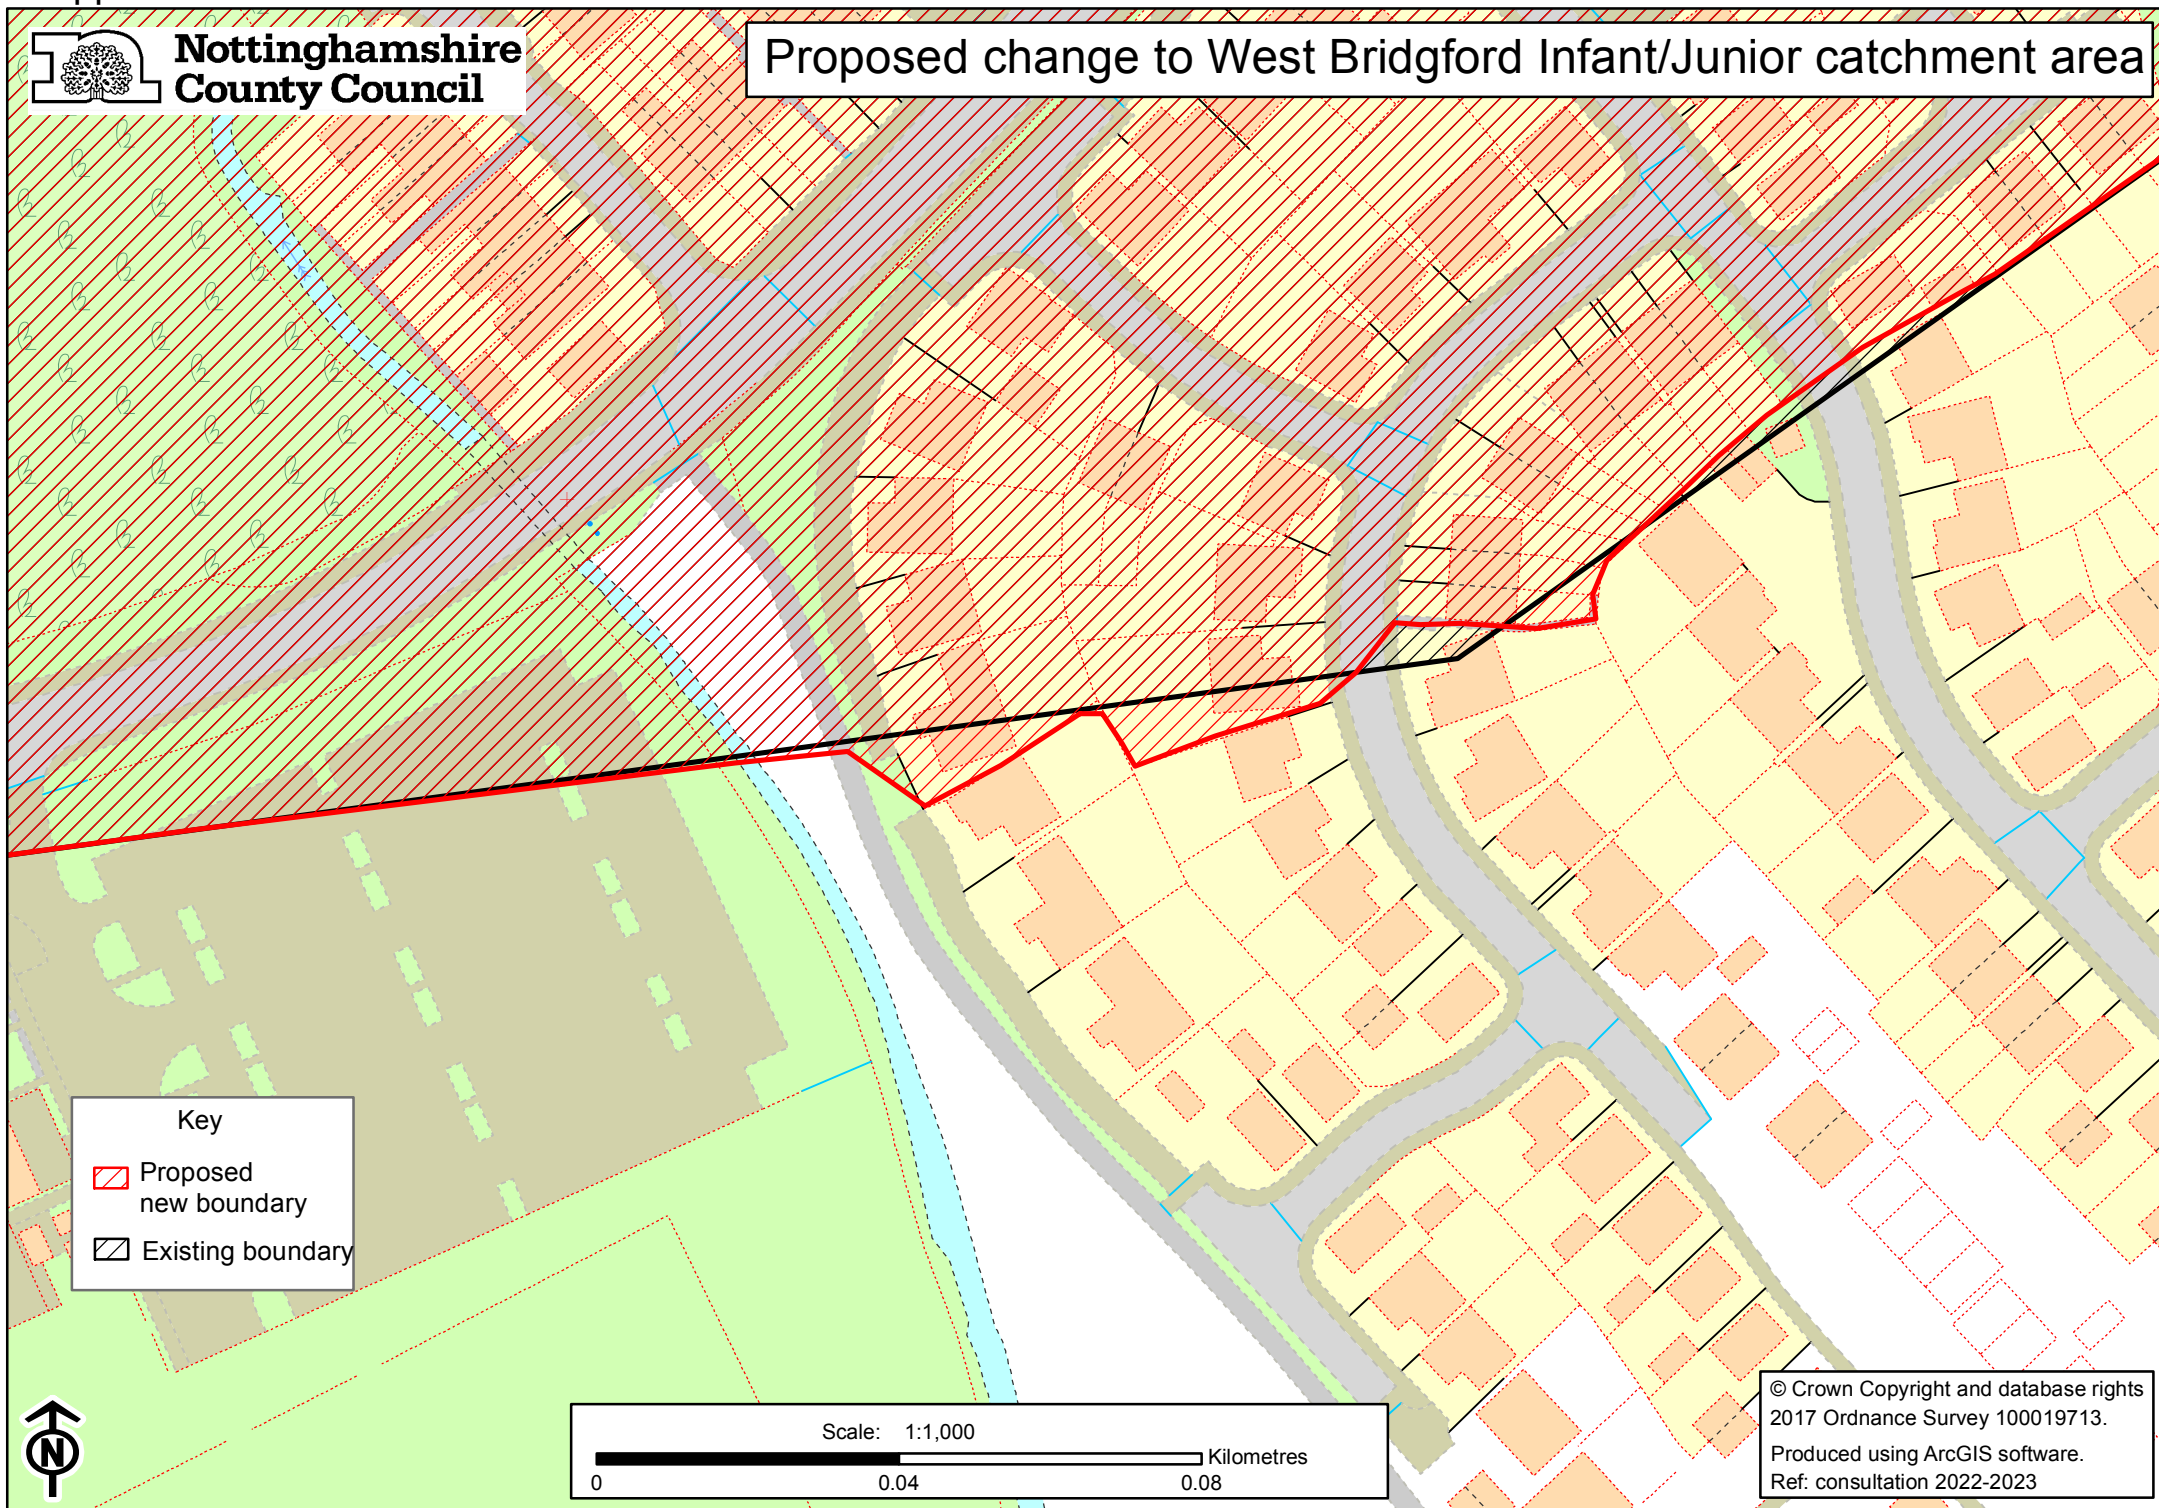 Nottinghamshire
County Council
Proposed change to West Bridgford Infant/Junior catchment area
Key
Proposed
new boundary
Existing boundary
N
Scale: 1:1,000
Kilometres
0 0.04 0.08
© Crown Copyright and database rights
2017 Ordnance Survey 100019713.
Produced using ArcGIS software.
Ref: consultation 2022-2023